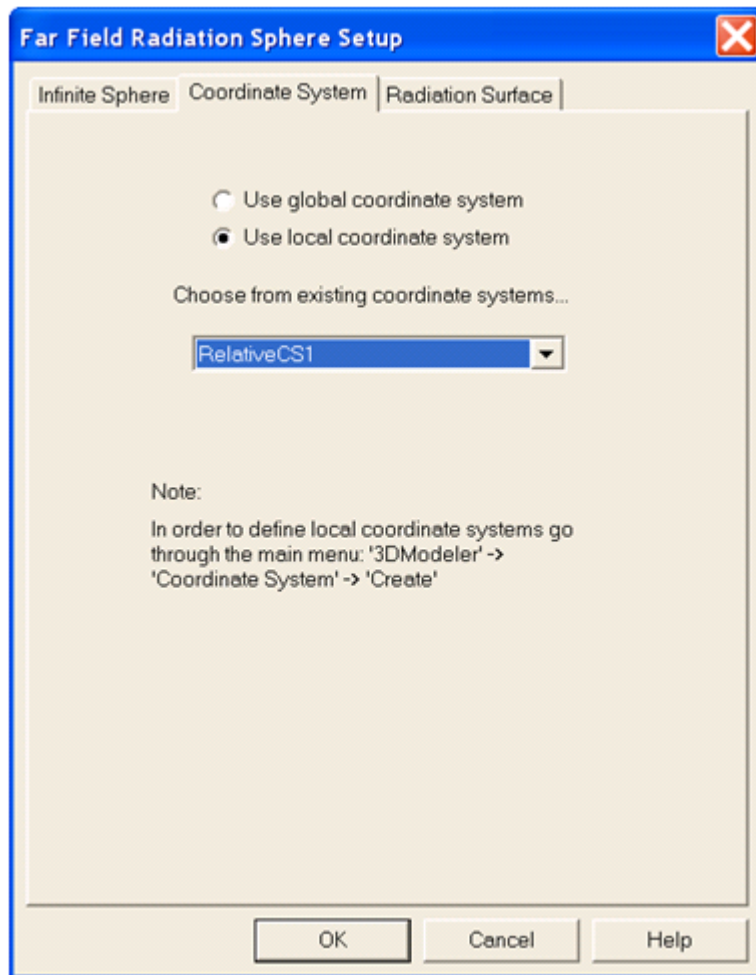 Far Field Radiation Sphere Setup
Infinite Sphere Coordinate System Radiation Surface
Use global coordinate system
Use local coordinate system
Choose from existing coordinate systems...
RelativeCS1
Note:
In order to define local coordinate systems go
through the main menu: '3DModeler' ->
'Coordinate System' -> 'Create'
OK Cancel Help